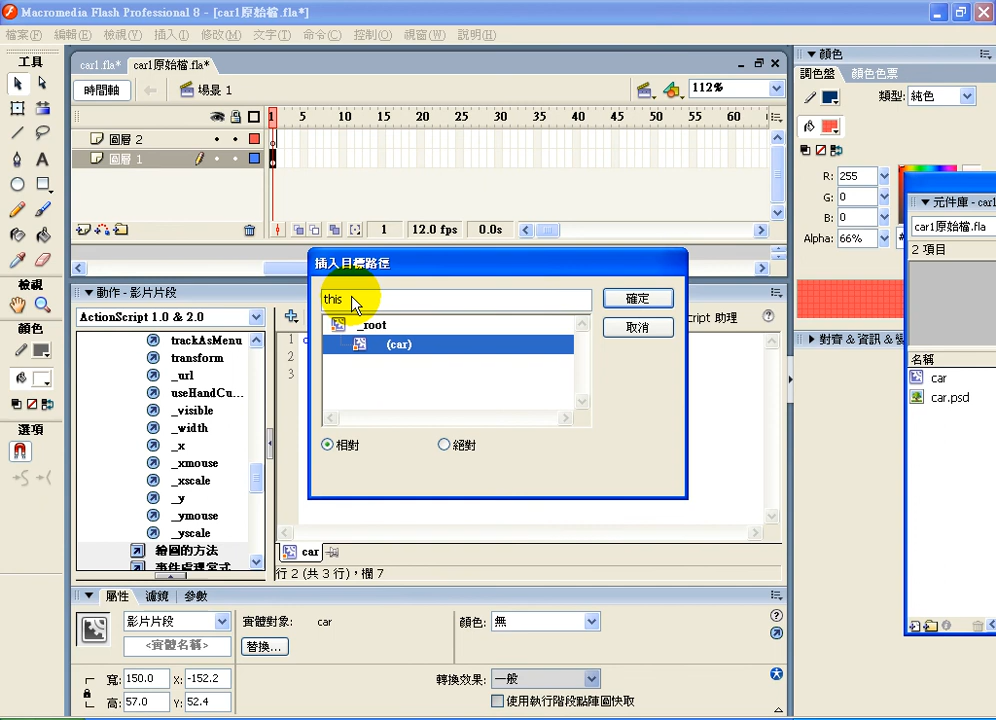 Macromedia Flash Professional 8 - [car1原始檔.fla*]
檔案(F) 編輯(E) 檢視(V) 插入(I) 修改(M) 文字(T) 命令(C) 控制(O) 視窗(W) 說明(H)
工具
car1.fla* car1原始檔.fla*
時間軸 場景 1 112%
1 5 10 15 20 25 30 35 40 45 50 55 60
圖層 2
圖層 1
1 12.0 fps 0.0s
檢視
顏色
選項
動作 - 影片片段
ActionScript 1.0 & 2.0
trackAsMenu
transform
_url
useHandCu...
_visible
_width
_x
_xmouse
_xscale
_y
_ymouse
_yscale
繪圖的方法
事件處理常式
Script 助理
1
2
3
car
行 2 (共 3 行)，欄 7
插入目標路徑
this
_root
(car)
相對 絕對
確定
取消
顏色
調色盤 顏色色票
類型: 純色
R: 255
G: 0
B: 0
Alpha: 66% #
對齊 & 資訊 & 變
元件庫 - car1
car1原始檔.fla
2 項目
名稱
car
car.psd
屬性 濾鏡 參數
影片片段 實體對象: car 顏色: 無
<實體名稱> 替換...
寬: 150.0 X: -152.2
高: 57.0 Y: 52.4
轉換效果: 一般
使用執行階段點陣圖快取